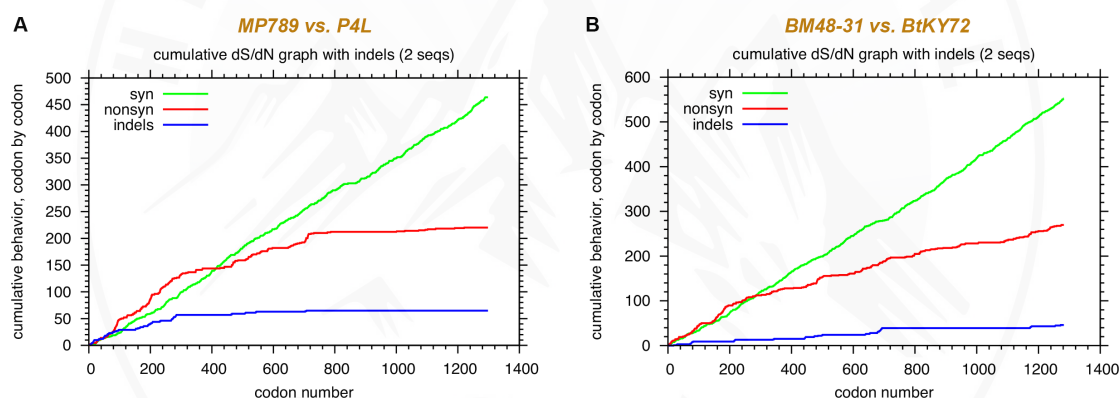 A
MP789 vs. P4L
cumulative dS/dN graph with indels (2 seqs)
cumulative behavior, codon by codon
500
450
400
350
300
250
200
150
100
50
0
syn
nonsyn
indels
0 200 400 600 800 1000 1200 1400
codon number
B
BM48-31 vs. BtKY72
cumulative dS/dN graph with indels (2 seqs)
cumulative behavior, codon by codon
600
500
400
300
200
100
0
syn
nonsyn
indels
0 200 400 600 800 1000 1200 1400
codon number